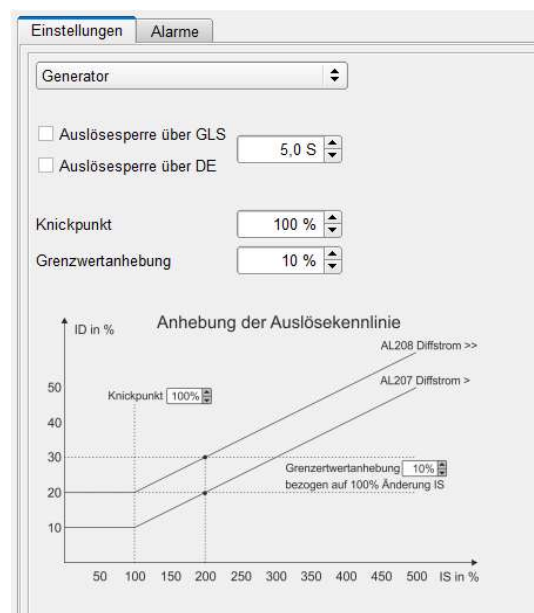 Einstellungen Alarme
Generator
Auslösesperre über GLS
5,0 S
Auslösesperre über DE
Knickpunkt 100 %
Grenzwertanhebung 10 %
Anhebung der Auslösekennlinie
ID in %
AL208 Diffstrom >>
AL207 Diffstrom >
50
Knickpunkt 100%
40
30
Grenzertwertanhebung 10%
bezogen auf 100% Änderung IS
20
10
50 100 150 200 250 300 350 400 450 500 IS in %